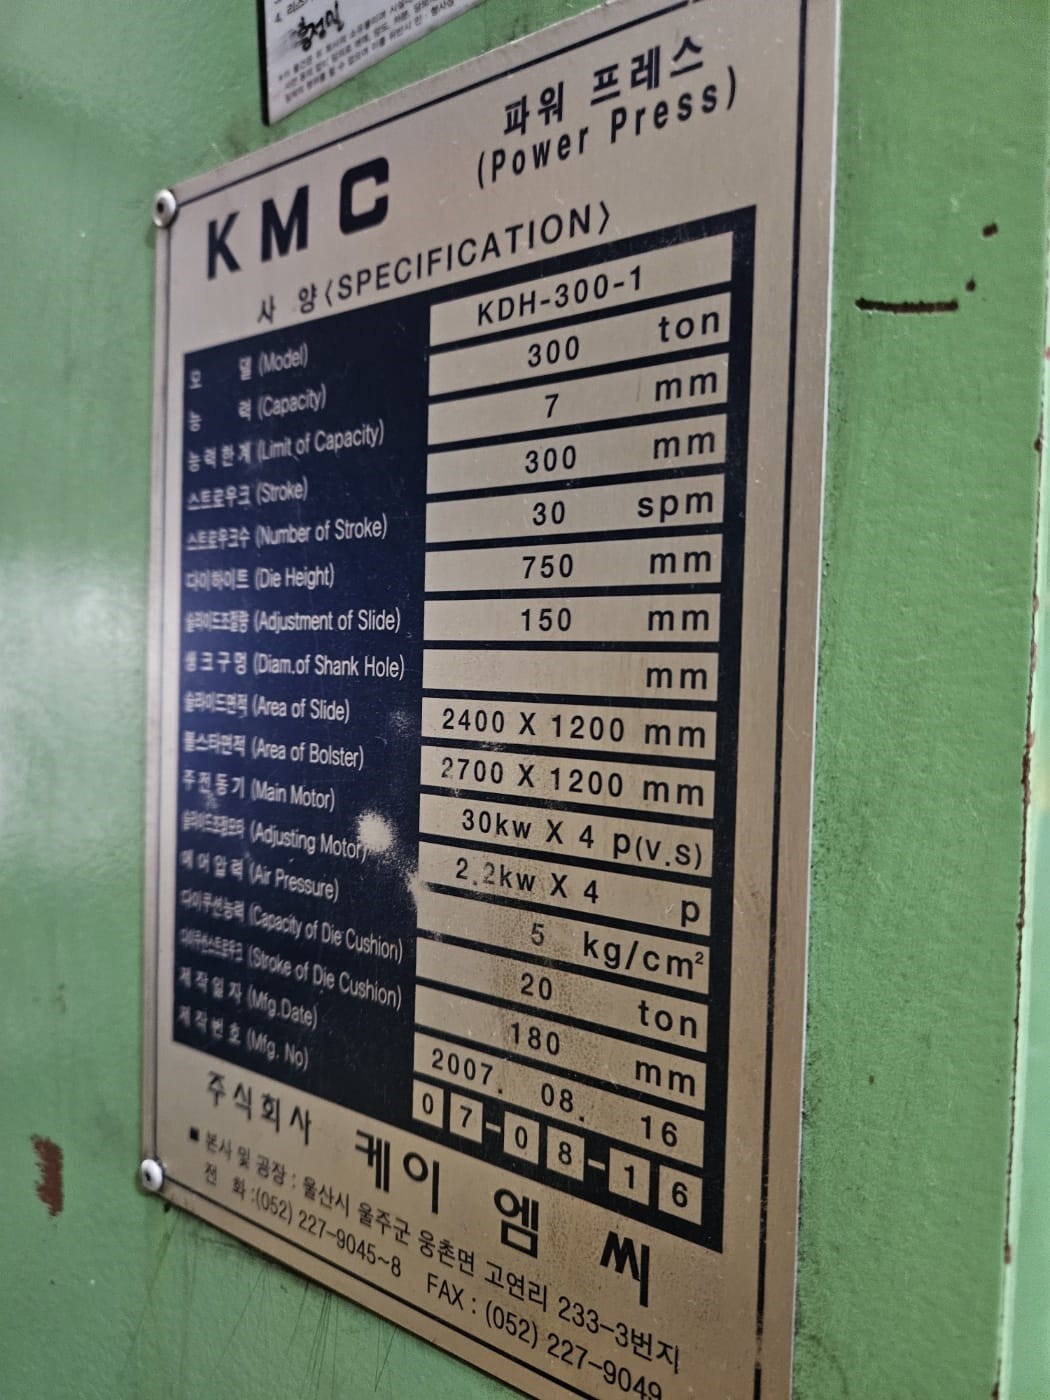 홍정일
파워 프레스
(Power Press)
KMC
사 양〈SPECIFICATION〉
모 델 (Model) KDH-300-1
능 력 (Capacity) 300 ton
능력한계 (Limit of Capacity) 7 mm
스트로우크 (Stroke) 300 mm
스트로우크수 (Number of Stroke) 30 spm
다이하이트 (Die Height) 750 mm
슬라이드조절량 (Adjustment of Slide) 150 mm
생크구멍 (Diam.of Shank Hole) mm
슬라이드면적 (Area of Slide) 2400 X 1200 mm
볼스타면적 (Area of Bolster) 2700 X 1200 mm
주전동기 (Main Motor) 30kw X 4 p(v.s)
슬라이드조절모타 (Adjusting Motor) 2.2kw X 4 p
에어압력 (Air Pressure) 5 kg/cm²
다이쿠션능력 (Capacity of Die Cushion) 20 ton
다이쿠션스트로우크 (Stroke of Die Cushion) 180 mm
제작일자 (Mfg.Date) 2007. 08. 16
제작번호 (Mfg. No) 07-08-16
주식회사 케이 엠 씨
■ 본사 및 공장 : 울산시 울주군 웅촌면 고연리 233-3번지
전 화 :(052) 227-9045~8 FAX : (052) 227-9049